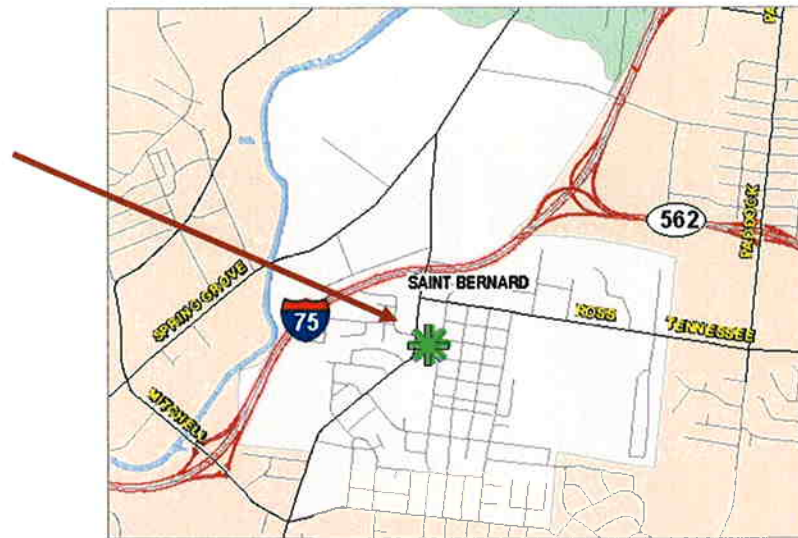 562
PADDOCK
SAINT BERNARD
SPRING GROVE
75
ROSS
TENNESSEE
MITCHELL